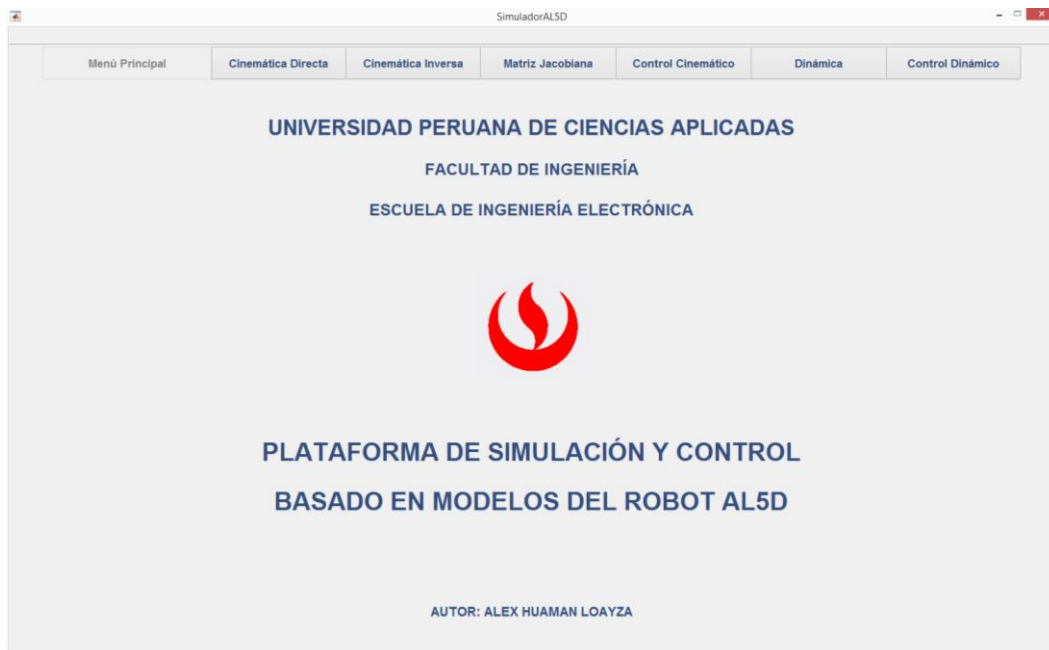 SimuladorAL5D
Menú Principal Cinemática Directa Cinemática Inversa Matriz Jacobiana Control Cinemático Dinámica Control Dinámico
UNIVERSIDAD PERUANA DE CIENCIAS APLICADAS
FACULTAD DE INGENIERÍA
ESCUELA DE INGENIERÍA ELECTRÓNICA
PLATAFORMA DE SIMULACIÓN Y CONTROL
BASADO EN MODELOS DEL ROBOT AL5D
AUTOR: ALEX HUAMAN LOAYZA